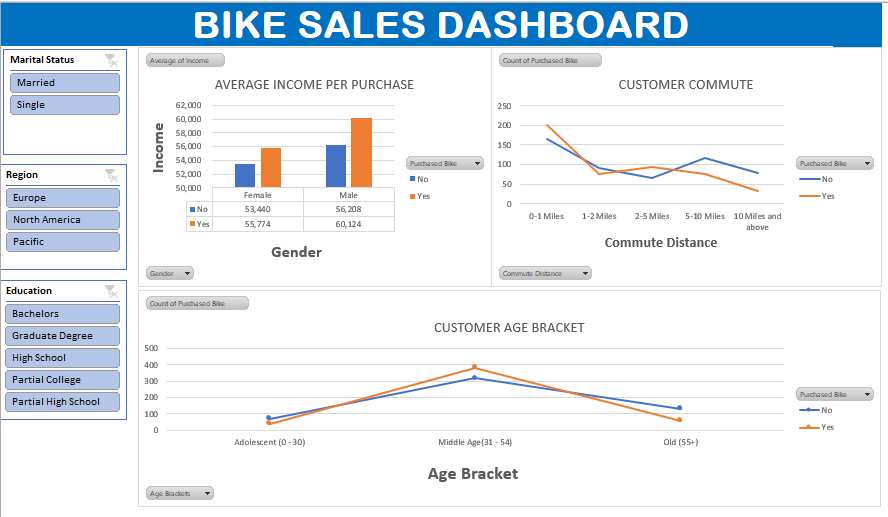 BIKE SALES DASHBOARD
Marital Status
Married
Single
Region
Europe
North America
Pacific
Education
Bachelors
Graduate Degree
High School
Partial College
Partial High School
Average of Income
AVERAGE INCOME PER PURCHASE
Income
62,000
60,000
58,000
56,000
54,000
52,000
50,000
Female Male
No 53,440 56,208
Yes 55,774 60,124
Gender
Purchased Bike
No
Yes
Gender
Count of Purchased Bike
CUSTOMER COMMUTE
250
200
150
100
50
0
0-1 Miles 1-2 Miles 2-5 Miles 5-10 Miles 10 Miles and
above
Commute Distance
Purchased Bike
No
Yes
Commute Distance
Count of Purchased Bike
CUSTOMER AGE BRACKET
500
400
300
200
100
0
Adolescent (0 - 30) Middle Age(31 - 54) Old (55+)
Age Bracket
Purchased Bike
No
Yes
Age Brackets